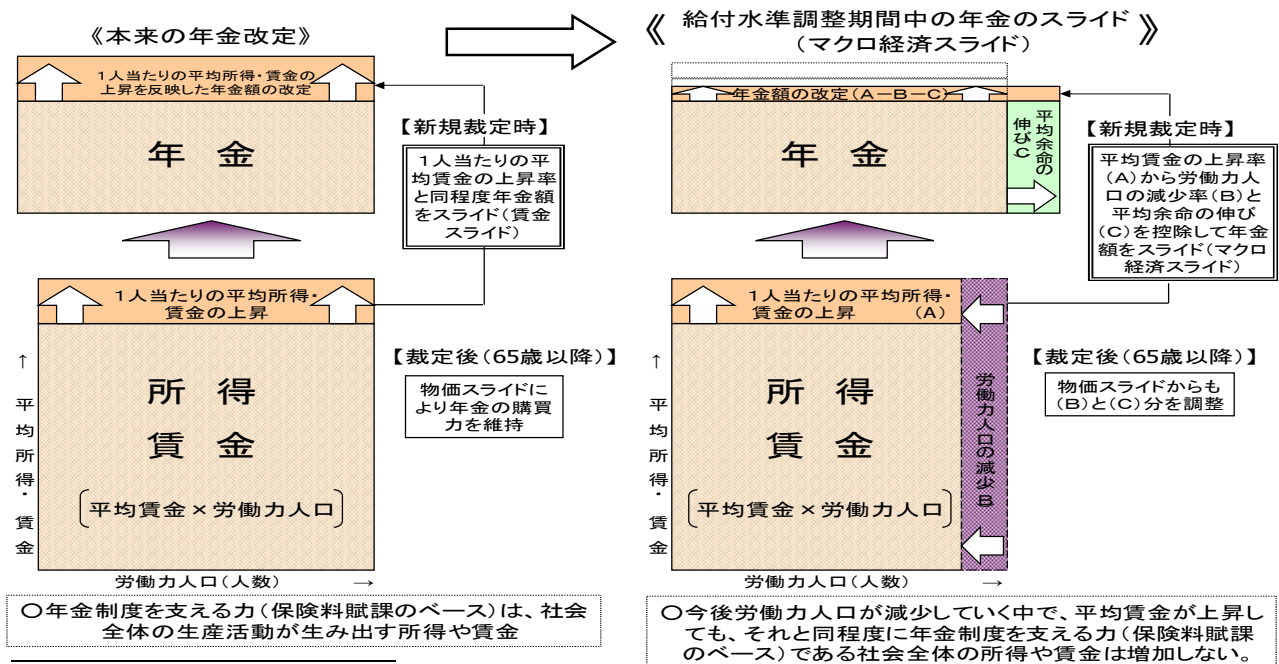 《本来の年金改定》
1人当たりの平均所得・賃金の
上昇を反映した年金額の改定
年 金
【新規裁定時】
1人当たりの平
均賃金の上昇率
と同程度年金額
をスライド(賃金
スライド)
1人当たりの平均所得・
賃金の上昇
↑
平均所得・賃金
所 得
賃 金
平均賃金×労働力人口
【裁定後(65歳以降)】
物価スライドに
より年金の購買
力を維持
労働力人口(人数) →
○年金制度を支える力(保険料賦課のベース)は、社会
全体の生産活動が生み出す所得や賃金
《 給付水準調整期間中の年金のスライド 》
(マクロ経済スライド)
年金額の改定(A-B-C)
年 金
平均余命の
伸びC
【新規裁定時】
平均賃金の上昇率
(A)から労働力人
口の減少率(B)と
平均余命の伸び
(C)を控除して年金
額をスライド(マクロ
経済スライド)
1人当たりの平均所得・
賃金の上昇 (A)
↑
平均所得・賃金
所 得
賃 金
平均賃金×労働力人口
労働力人口の減少B
【裁定後(65歳以降)】
物価スライドからも
(B)と(C)分を調整
労働力人口(人数) →
○今後労働力人口が減少していく中で、平均賃金が上昇し
ても、それと同程度に年金制度を支える力(保険料賦課
のベース)である社会全体の所得や賃金は増加しない。